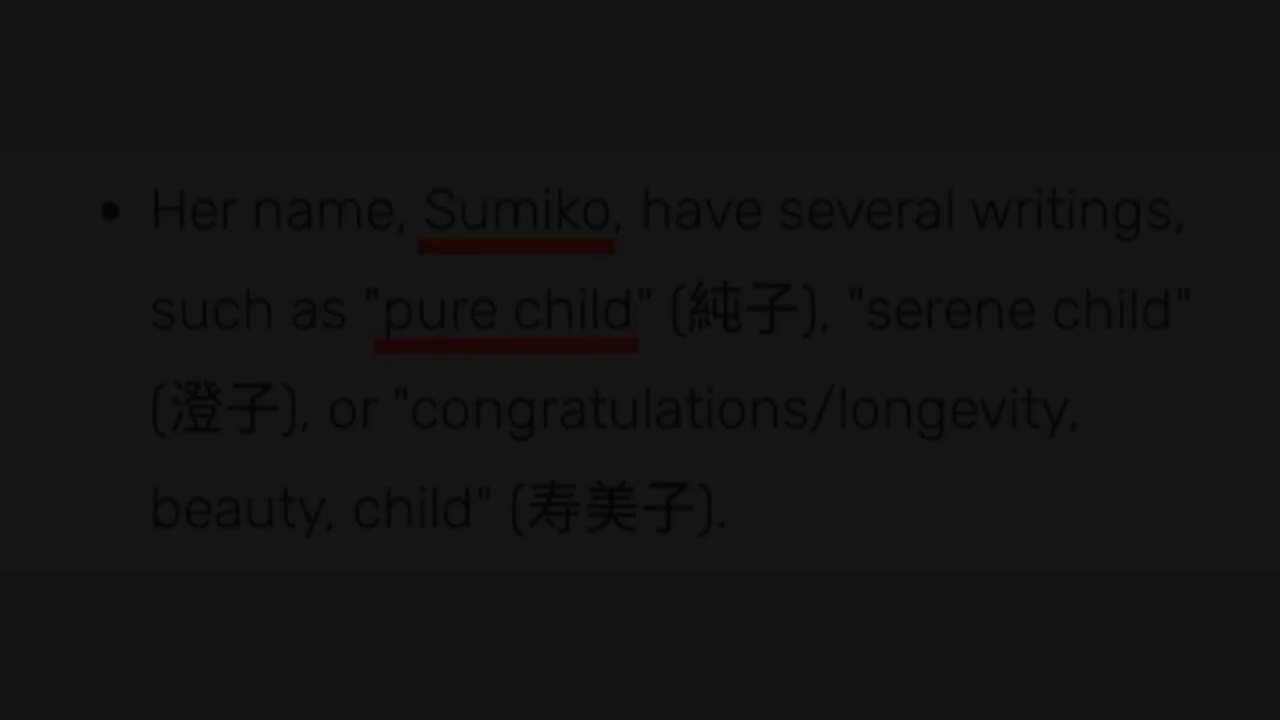 • Her name, Sumiko, have several writings,
such as "pure child" (純子), "serene child"
(澄子), or "congratulations/longevity,
beauty, child" (寿美子).